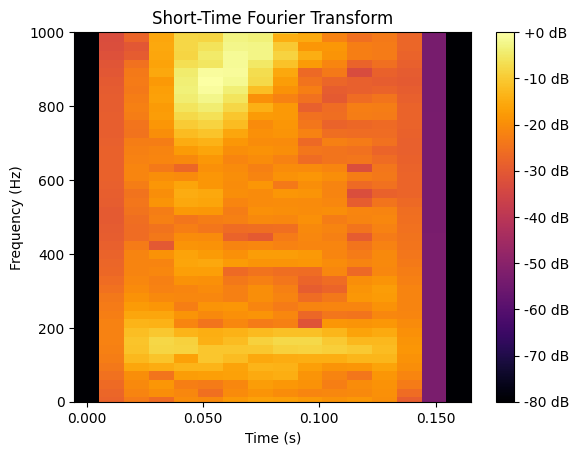 Short-Time Fourier Transform
1000
800
600
400
200
0
Frequency (Hz)
0.000
0.050
0.100
0.150
Time (s)
+0 dB
-10 dB
-20 dB
-30 dB
-40 dB
-50 dB
-60 dB
-70 dB
-80 dB